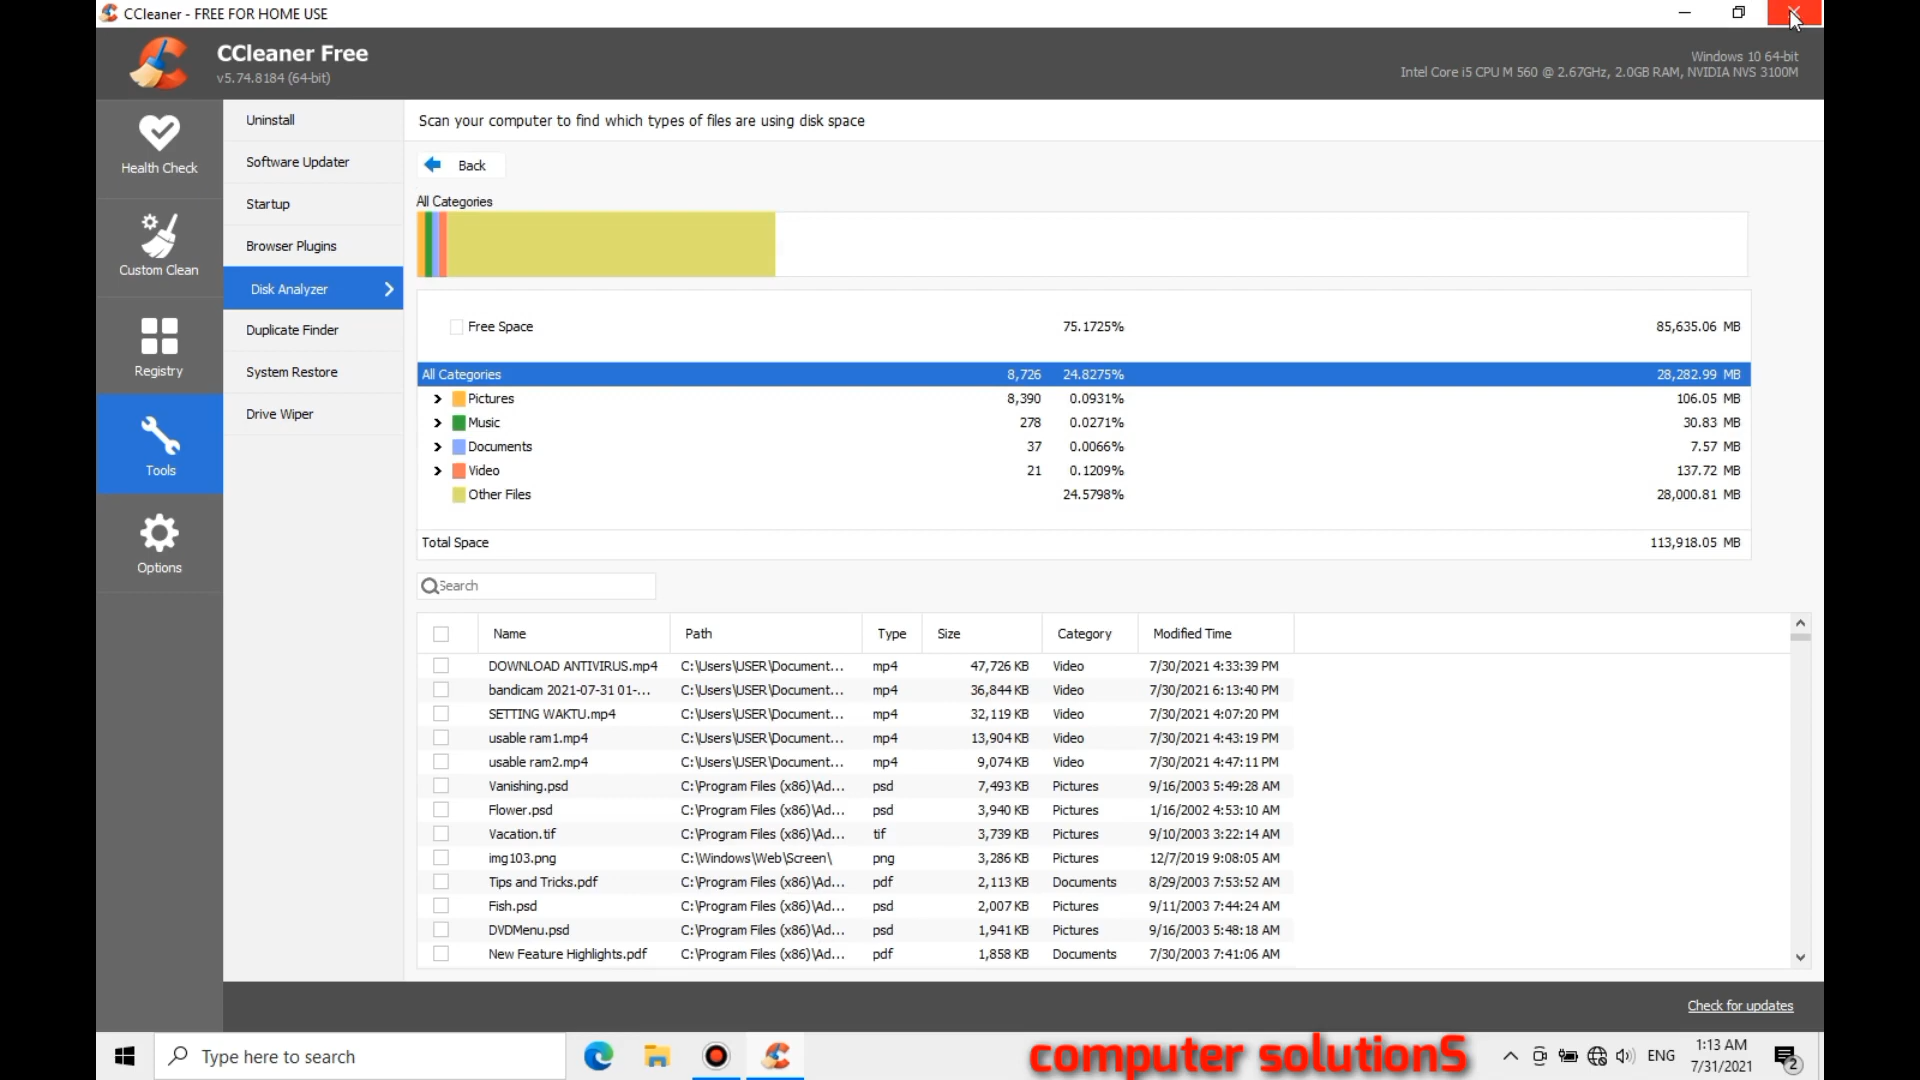 CCleaner - FREE FOR HOME USE
CCleaner Free
v5.74.8184 (64-bit)
Windows 10 64-bit
Intel Core i5 CPU M 560 @ 2.67GHz, 2.0GB RAM, NVIDIA NVS 3100M
Health Check
Custom Clean
Registry
Tools
Options
Uninstall
Software Updater
Startup
Browser Plugins
Disk Analyzer
Duplicate Finder
System Restore
Drive Wiper
Scan your computer to find which types of files are using disk space
Back
All Categories
Free Space 75.1725% 85,635.06 MB
All Categories 8,726 24.8275% 28,282.99 MB
Pictures 8,390 0.0931% 106.05 MB
Music 278 0.0271% 30.83 MB
Documents 37 0.0066% 7.57 MB
Video 21 0.1209% 137.72 MB
Other Files 24.5798% 28,000.81 MB
Total Space 113,918.05 MB
Search
Name Path Type Size Category Modified Time
DOWNLOAD ANTIVIRUS.mp4 C:\Users\USER\Document... mp4 47,726 KB Video 7/30/2021 4:33:39 PM
bandicam 2021-07-31 01-... C:\Users\USER\Document... mp4 36,844 KB Video 7/30/2021 6:13:40 PM
SETTING WAKTU.mp4 C:\Users\USER\Document... mp4 32,119 KB Video 7/30/2021 4:07:20 PM
usable ram1.mp4 C:\Users\USER\Document... mp4 13,904 KB Video 7/30/2021 4:43:19 PM
usable ram2.mp4 C:\Users\USER\Document... mp4 9,074 KB Video 7/30/2021 4:47:11 PM
Vanishing.psd C:\Program Files (x86)\Ad... psd 7,493 KB Pictures 9/16/2003 5:49:28 AM
Flower.psd C:\Program Files (x86)\Ad... psd 3,940 KB Pictures 1/16/2002 4:53:10 AM
Vacation.tif C:\Program Files (x86)\Ad... tif 3,739 KB Pictures 9/10/2003 3:22:14 AM
img103.png C:\Windows\Web\Screen\ png 3,286 KB Pictures 12/7/2019 9:08:05 AM
Tips and Tricks.pdf C:\Program Files (x86)\Ad... pdf 2,113 KB Documents 8/29/2003 7:53:52 AM
Fish.psd C:\Program Files (x86)\Ad... psd 2,007 KB Pictures 9/11/2003 7:44:24 AM
DVDMenu.psd C:\Program Files (x86)\Ad... psd 1,941 KB Pictures 9/16/2003 5:48:18 AM
New Feature Highlights.pdf C:\Program Files (x86)\Ad... pdf 1,858 KB Documents 7/30/2003 7:41:06 AM
Check for updates
Type here to search
computer solutionS
ENG
1:13 AM
7/31/2021
2